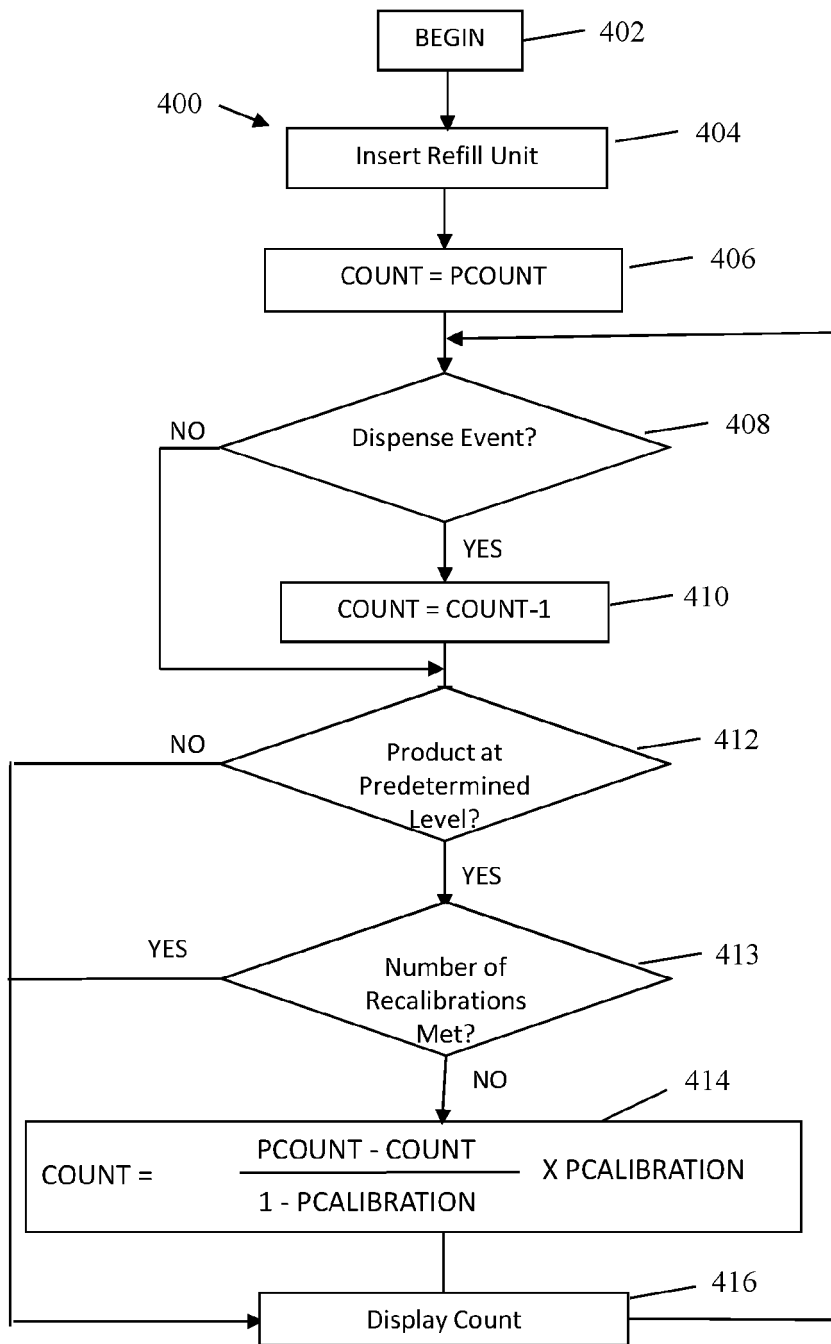 BEGIN
402
400
Insert Refill Unit
404
COUNT = PCOUNT
406
NO
Dispense Event?
408
YES
COUNT = COUNT-1
410
NO
Product at
Predetermined
Level?
412
YES
YES
Number of
Recalibrations
Met?
413
NO
414
COUNT =
PCOUNT - COUNT
1 - PCALIBRATION
X PCALIBRATION
Display Count
416